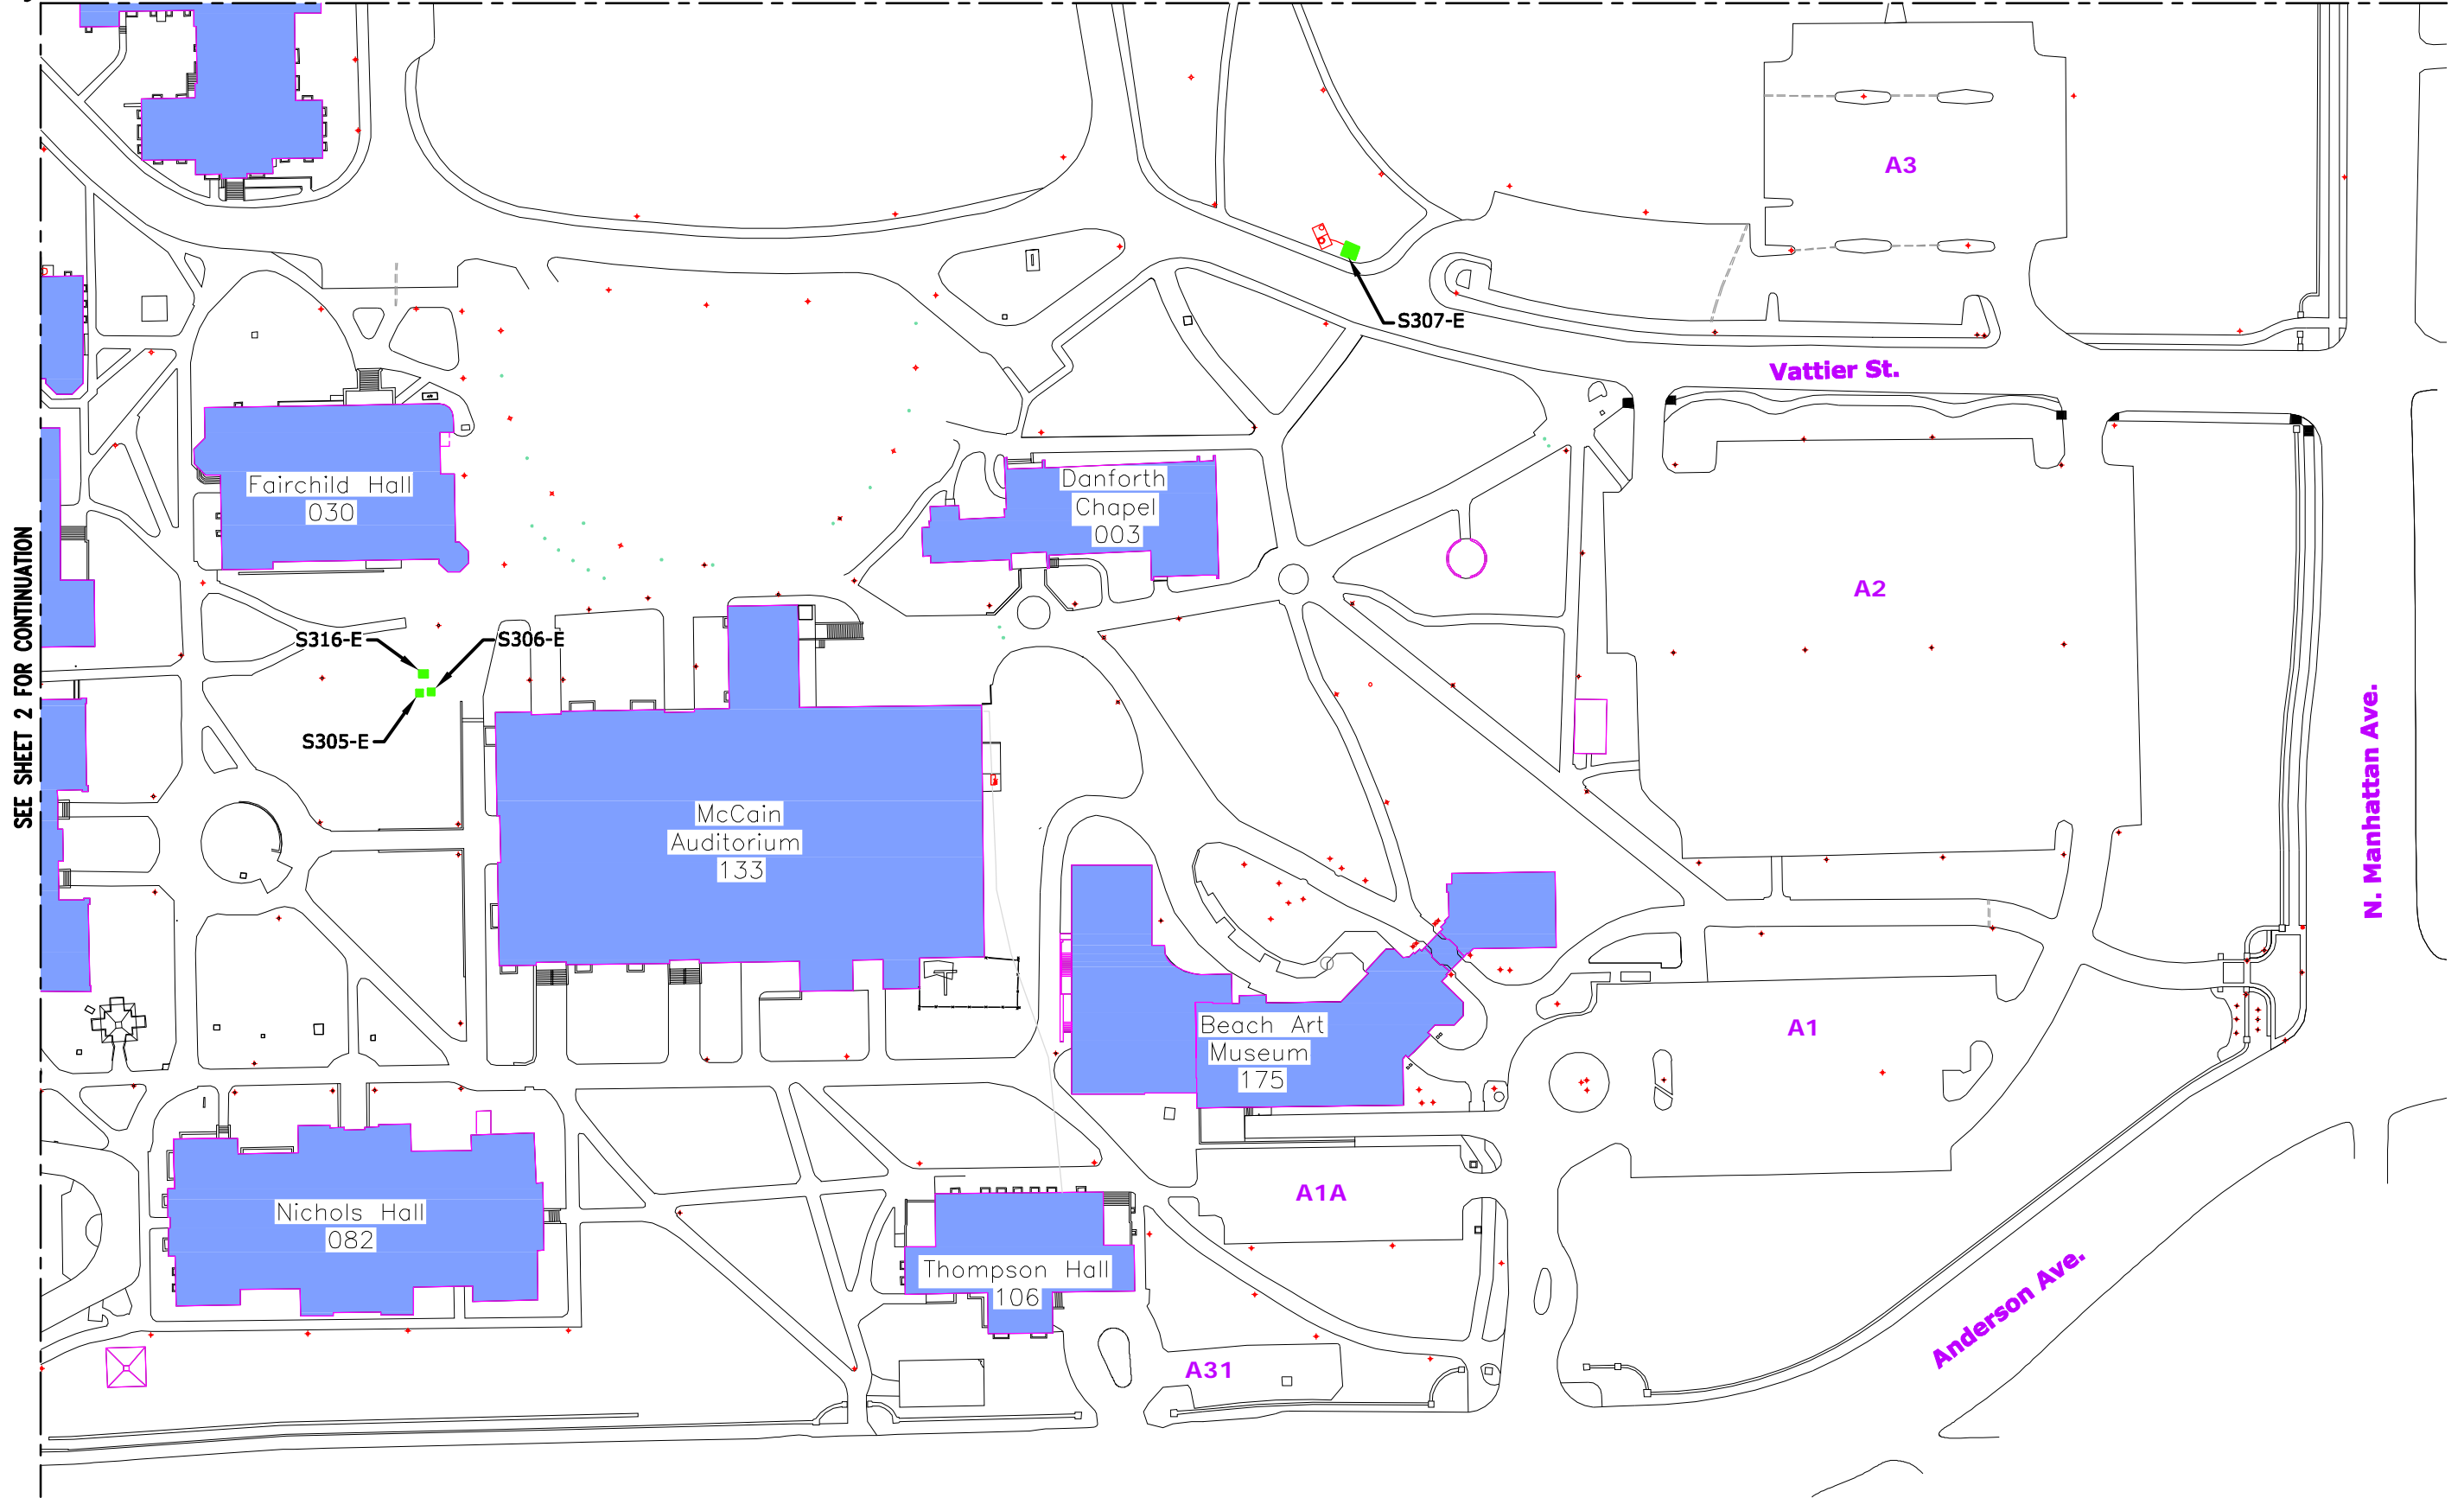 A3
S307-E
Vattier St.
Fairchild Hall
030
Danforth
Chapel
003
SEE SHEET 2 FOR CONTINUATION
A2
S316-E
S306-E
S305-E
N. Manhattan Ave.
McCain
Auditorium
133
Beach Art
Museum
175
A1
A1A
Nichols Hall
082
Thompson Hall
106
Anderson Ave.
A31